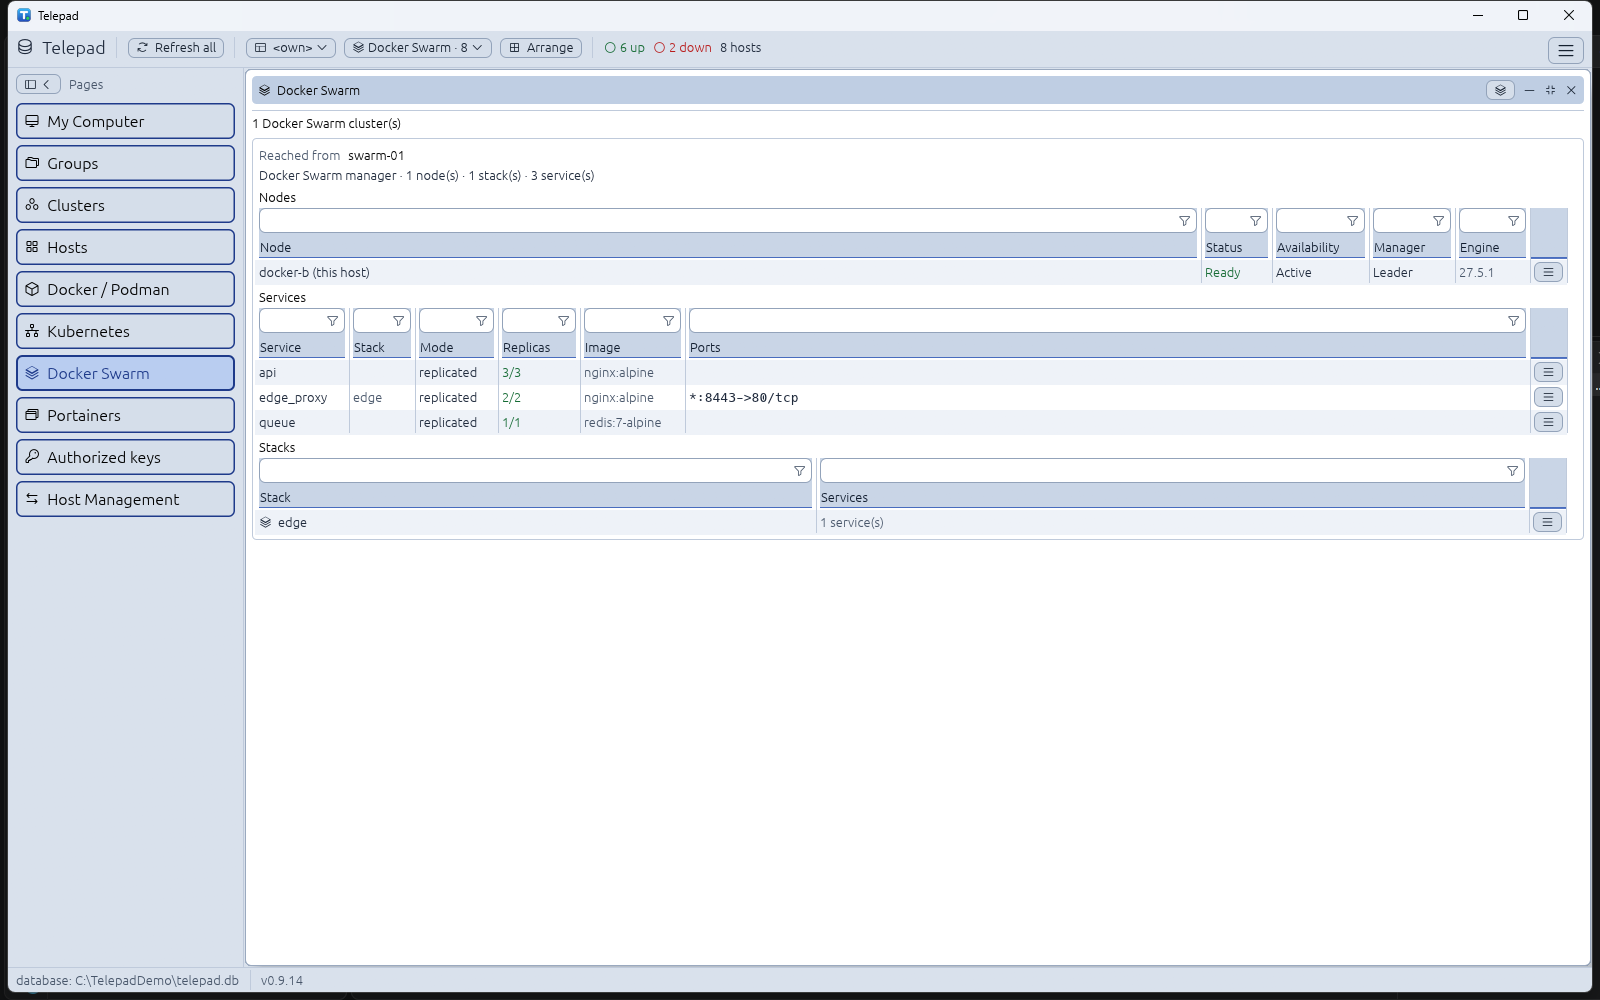 Telepad
Telepad Refresh all <own> Docker Swarm · 8 Arrange 6 up 2 down 8 hosts
Pages
My Computer
Groups
Clusters
Hosts
Docker / Podman
Kubernetes
Docker Swarm
Portainers
Authorized keys
Host Management
Docker Swarm
1 Docker Swarm cluster(s)
Reached from swarm-01
Docker Swarm manager · 1 node(s) · 1 stack(s) · 3 service(s)
Nodes
Node Status Availability Manager Engine
docker-b (this host) Ready Active Leader 27.5.1
Services
Service Stack Mode Replicas Image Ports
api replicated 3/3 nginx:alpine
edge_proxy edge replicated 2/2 nginx:alpine *:8443->80/tcp
queue replicated 1/1 redis:7-alpine
Stacks
Stack Services
edge 1 service(s)
database: C:\TelepadDemo\telepad.db v0.9.14